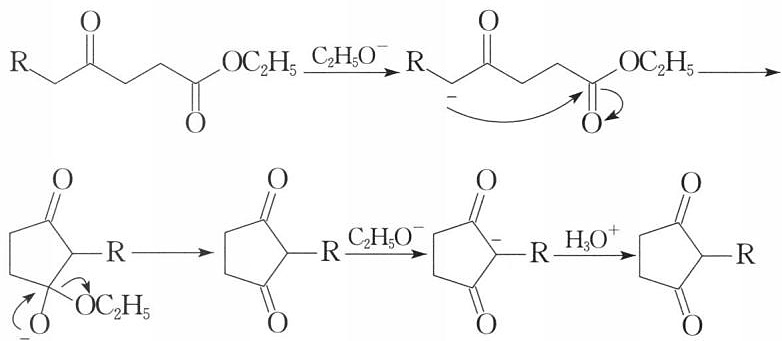 O O
R OC₂H₅ C₂H₅O⁻ R OC₂H₅
O − O
O O O O
R R C₂H₅O⁻ − R H₃O⁺ R
OC₂H₅
O − O O O